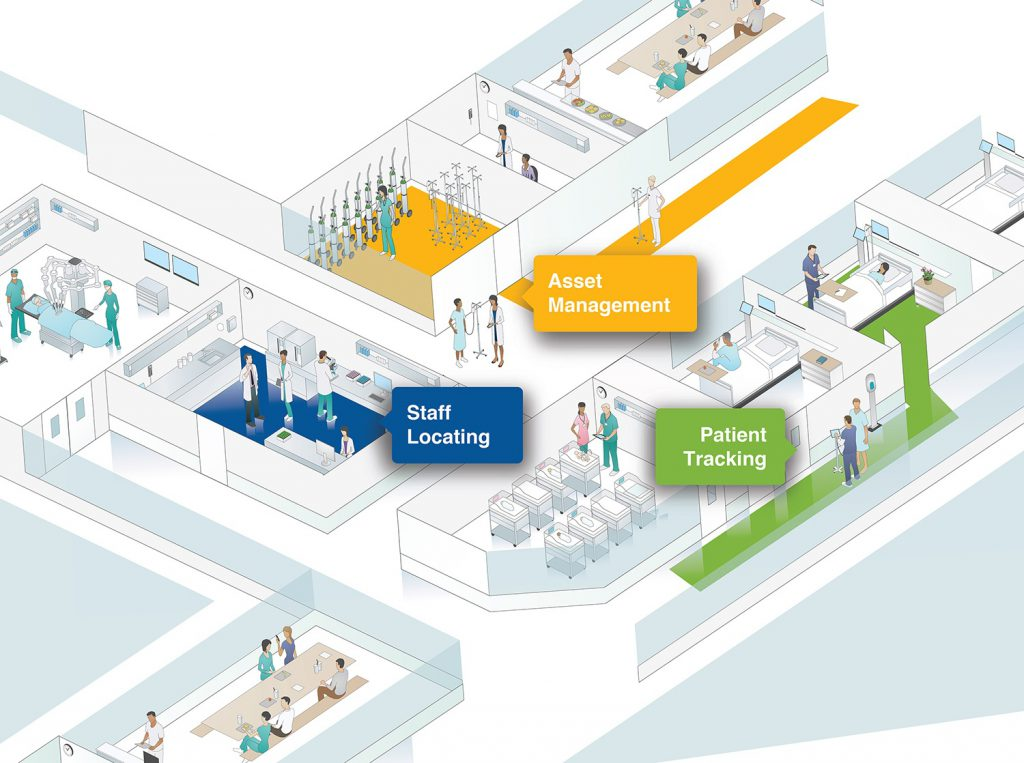 Asset
Management
Staff
Locating
Patient
Tracking